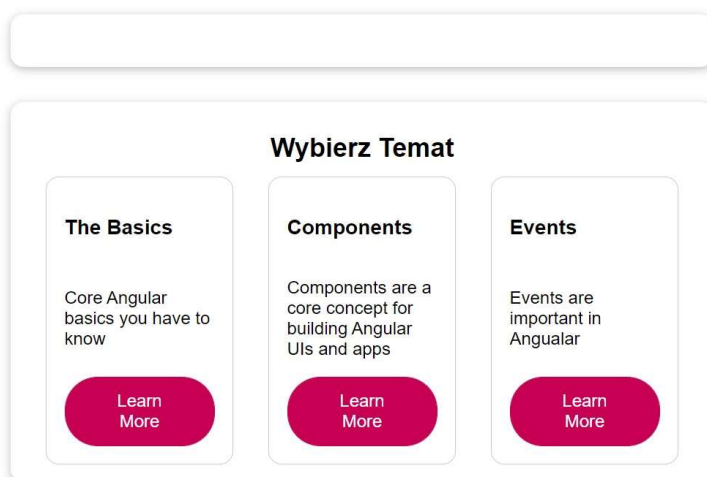 Wybierz Temat
The Basics
Core Angular
basics you have to
know
Learn
More
Components
Components are a
core concept for
building Angular
UIs and apps
Learn
More
Events
Events are
important in
Angualar
Learn
More